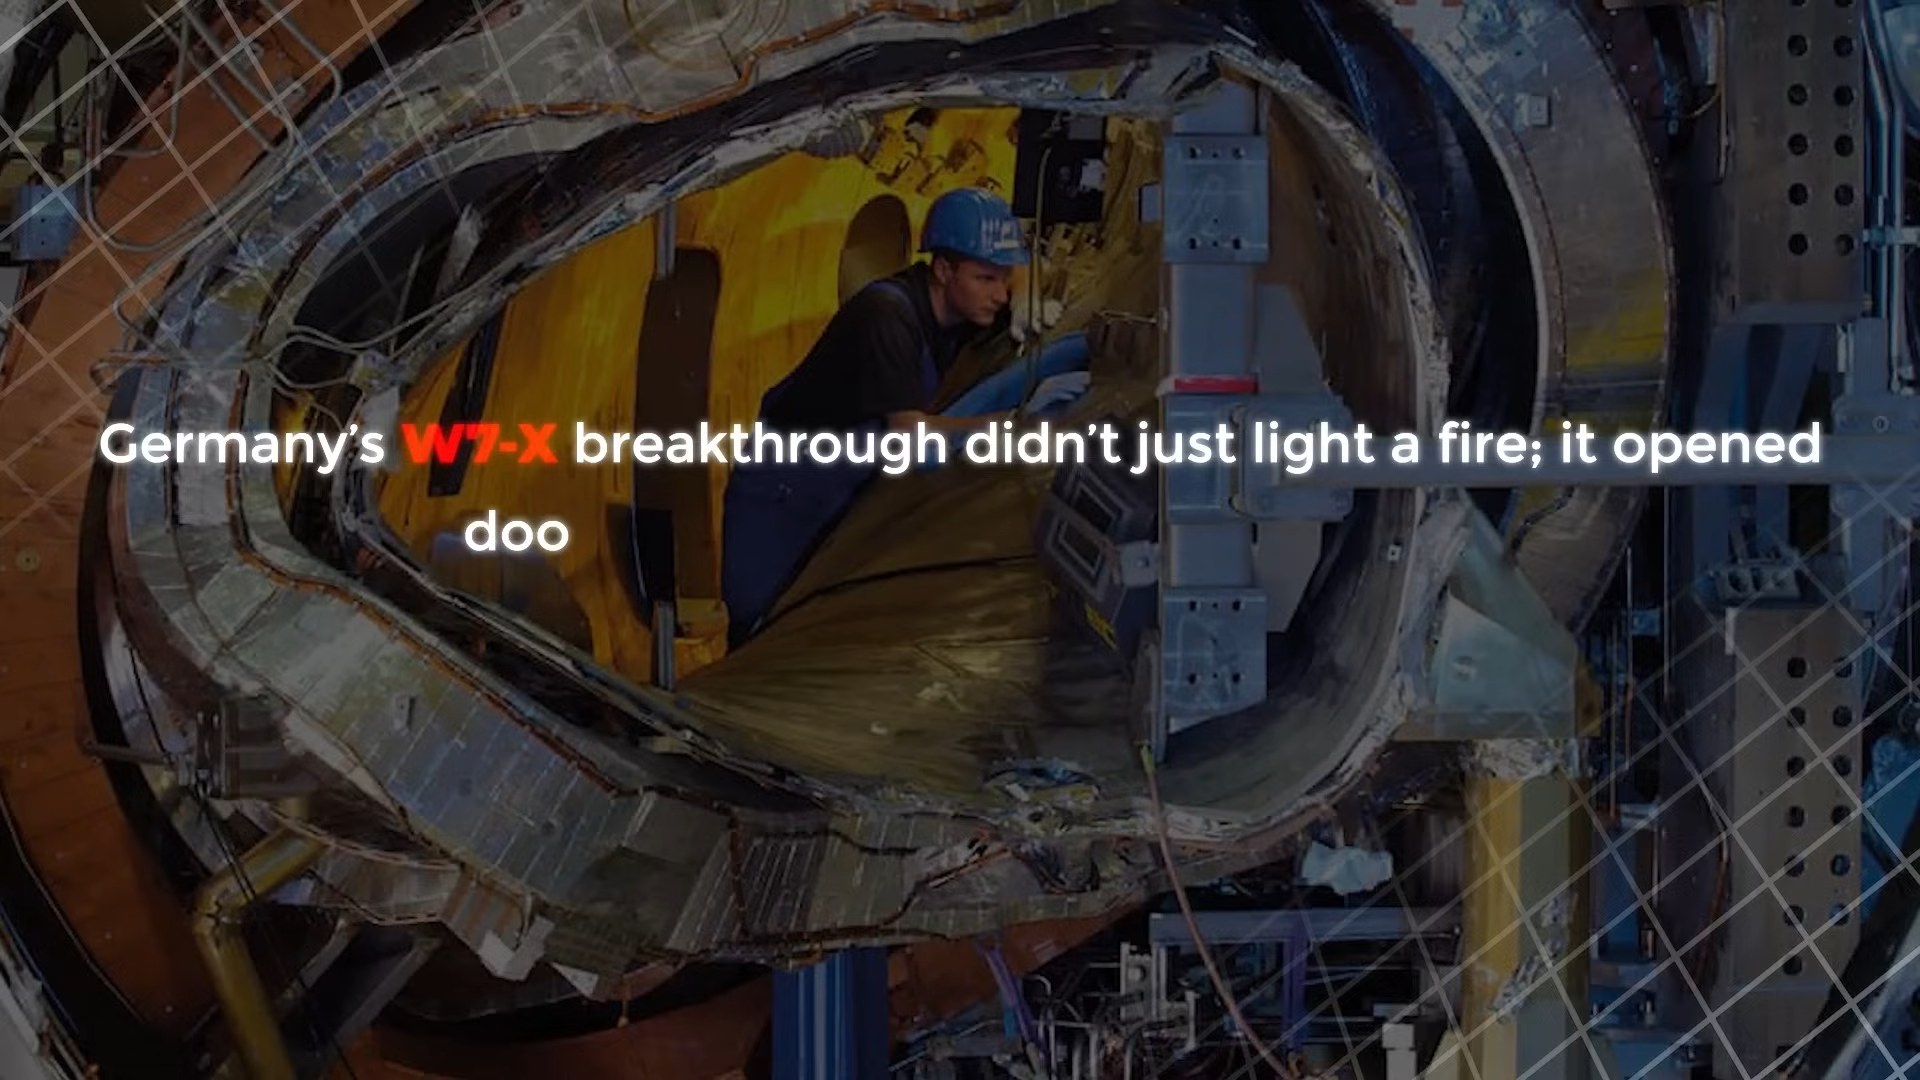 Germany’s W7-X breakthrough didn’t just light a fire; it opened
doo